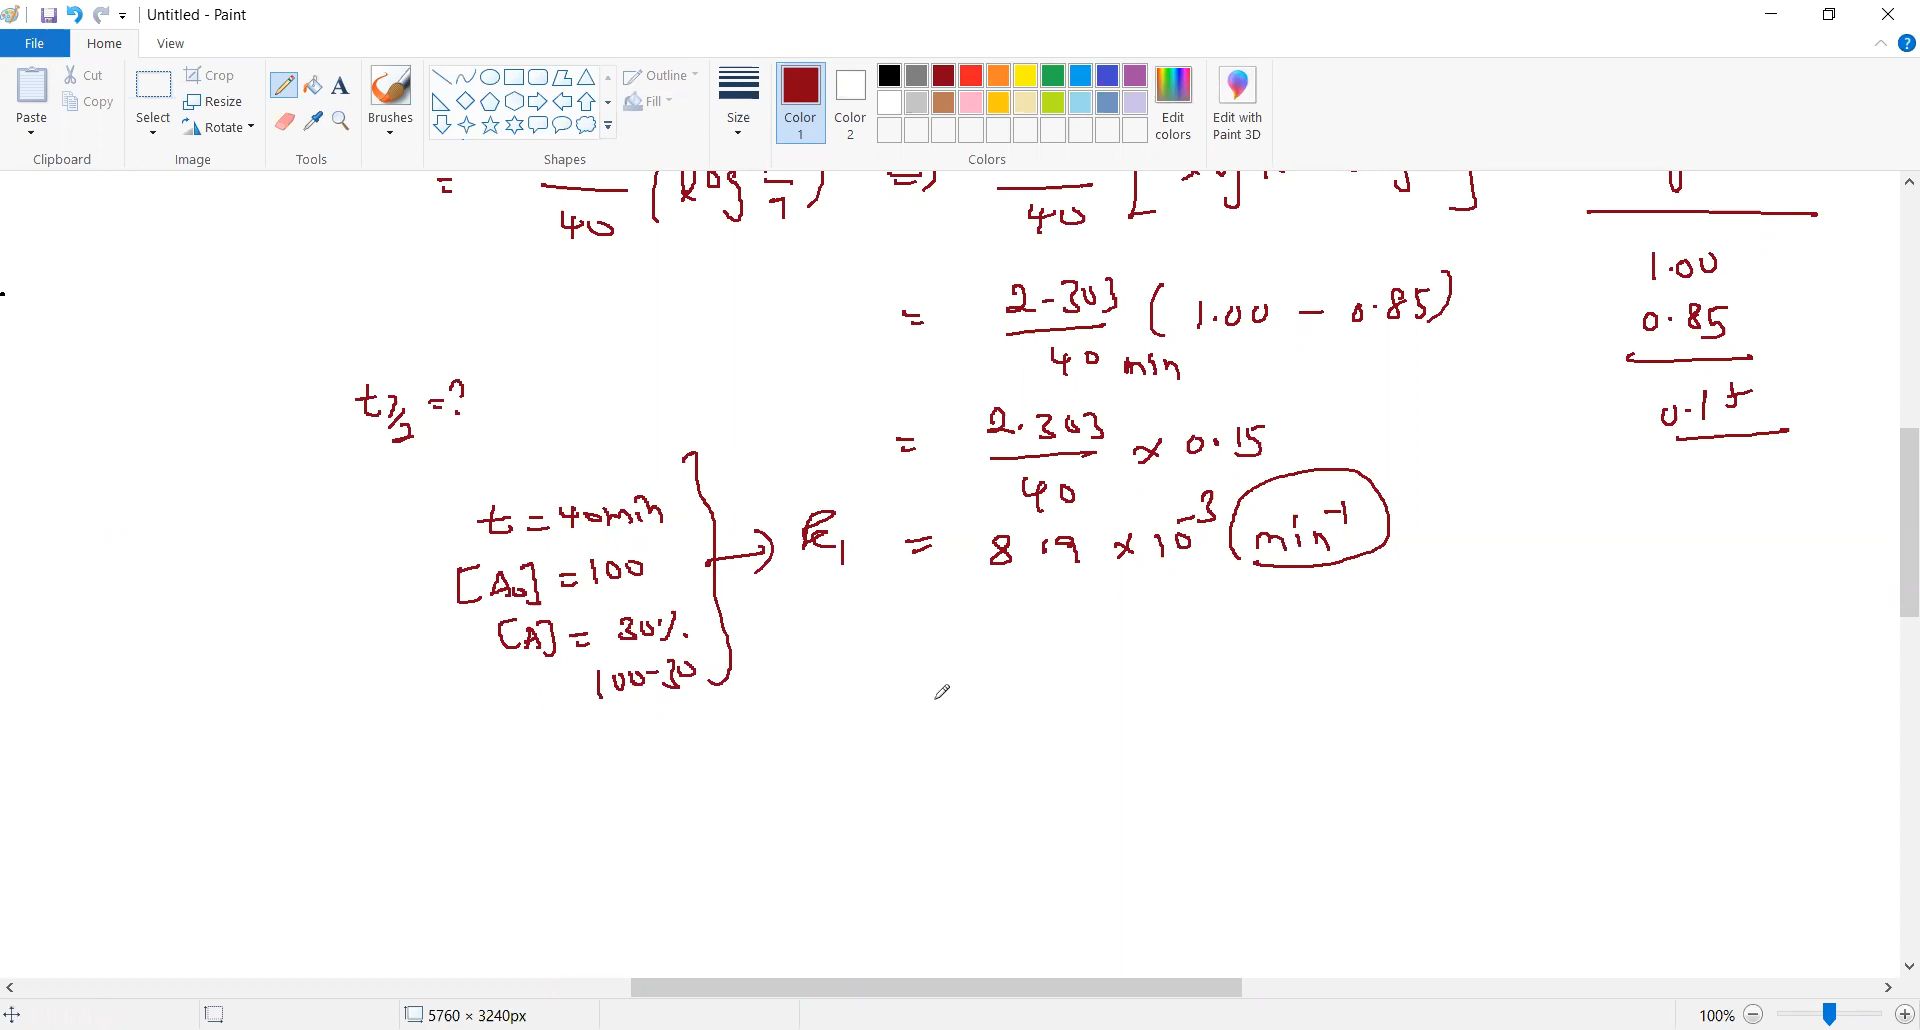 Untitled - Paint
File Home View
Paste
Cut
Copy
Clipboard
Select
Crop
Resize
Rotate
Image
Tools
Brushes
Shapes
Outline
Fill
Size
Color 1
Color 2
Colors
Edit colors
Edit with Paint 3D
= 40 (log 7) 40 [
1.00
0.85
= 2-303 ( 1.00 - 0.85)
40 min
t1/2 = ?
= 2.303 × 0.15
40
t = 40min
[A0] = 100
[A] = 30%.
100-30
k1 = 8.19 × 10-3 min-1
5760 × 3240px
100%